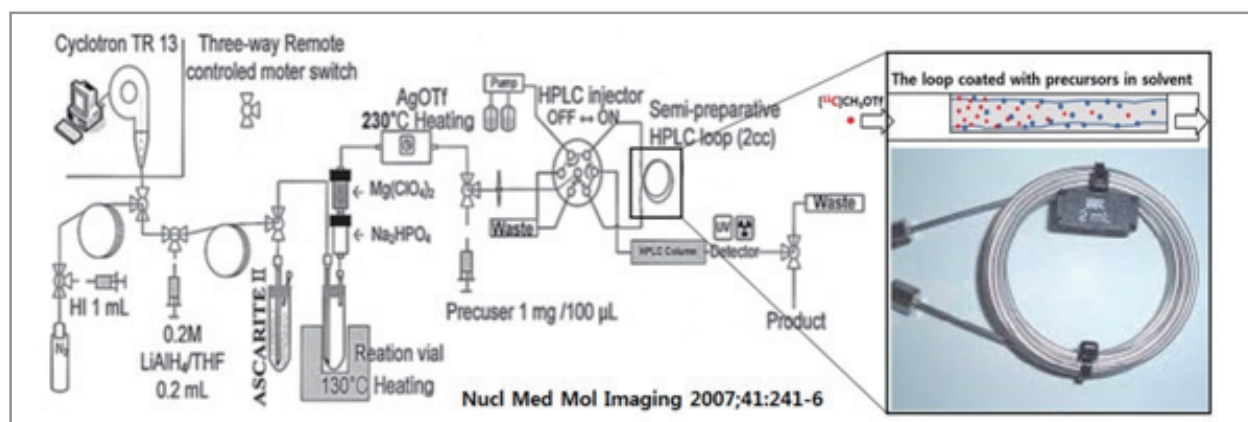 Cyclotron TR 13
Three-way Remote
controled moter switch
AgOTf
230°C Heating
Pump
HPLC injector
OFF ↔ ON
Semi-preparative
HPLC loop (2cc)
The loop coated with precursors in solvent
[¹¹C]CH₃OTf
Mg(ClO₄)₂
Na₂HPO₄
Waste
UV
HPLC Column
Detector
Waste
HI 1 mL
N₂
0.2M
LiAlH₄/THF
0.2 mL
ASCARITE II
Reation vial
130°C Heating
Precuser 1 mg /100 µL
Product
2 mL
Nucl Med Mol Imaging 2007;41:241-6